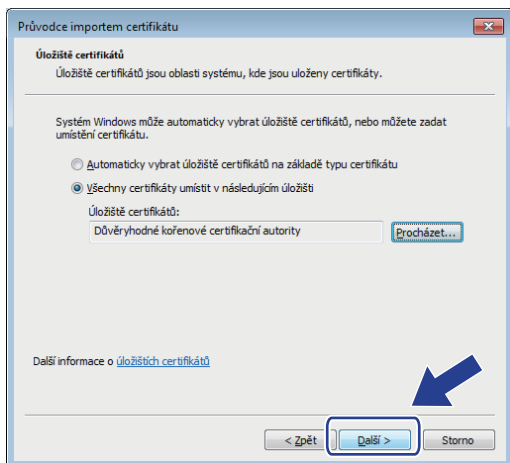 Průvodce importem certifikátu
Úložiště certifikátů
Úložiště certifikátů jsou oblasti systému, kde jsou uloženy certifikáty.
Systém Windows může automaticky vybrat úložiště certifikátů, nebo můžete zadat
umístění certifikátu.
Automaticky vybrat úložiště certifikátů na základě typu certifikátu
Všechny certifikáty umístit v následujícím úložišti
Úložiště certifikátů:
Důvěryhodné kořenové certifikační autority Procházet...
Další informace o úložištích certifikátů
< Zpět Další > Storno